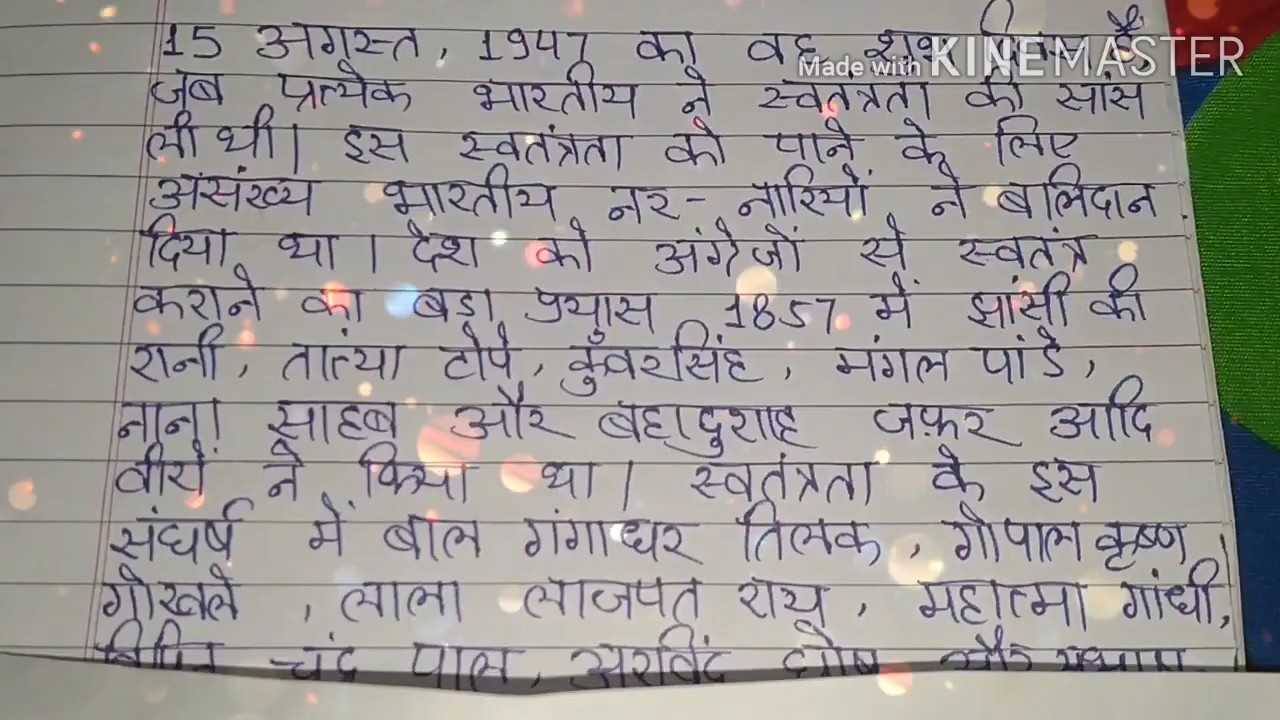 Made with KINEMASTER
15 अगस्त, 1947 का वह शुभ दिवस है
जब प्रत्येक भारतीय ने स्वतंत्रता की सांस
ली थी। इस स्वतंत्रता को पाने के लिए
असंख्य भारतीय नर-नारियों ने बलिदान
दिया था। देश को अंग्रेजों से स्वतंत्र
कराने का बड़ा प्रयास 1857 में झांसी की
रानी, तात्या टोपे, कुंवरसिंह, मंगल पांडे,
नाना साहब और बहादुरशाह जफ़र आदि
वीरों ने किया था। स्वतंत्रता के इस
संघर्ष में बाल गंगाधर तिलक, गोपाल कृष्ण
गोखले, लाला लाजपत राय, महात्मा गांधी,
बिपिन चंद्र पाल, अरविंद घोष और